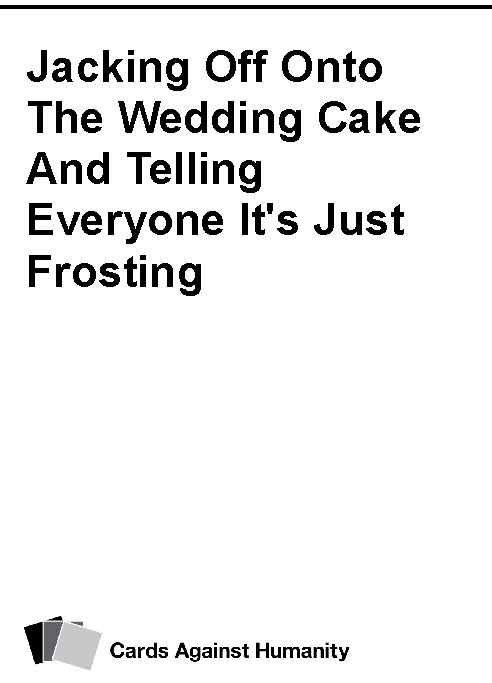 Jacking Off Onto
The Wedding Cake
And Telling
Everyone It's Just
Frosting
Cards Against Humanity